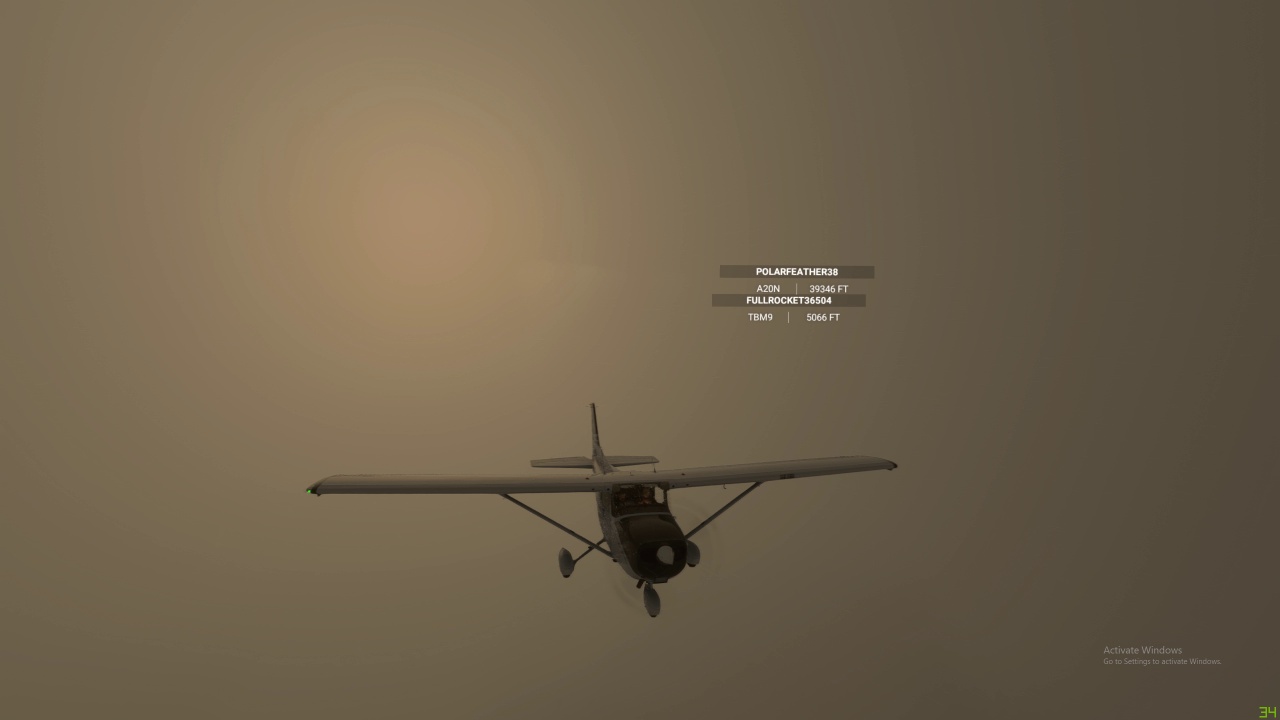 POLARFEATHER38
A20N | 39346 FT
FULLROCKET36504
TBM9 | 5066 FT
Activate Windows
Go to Settings to activate Windows.
34